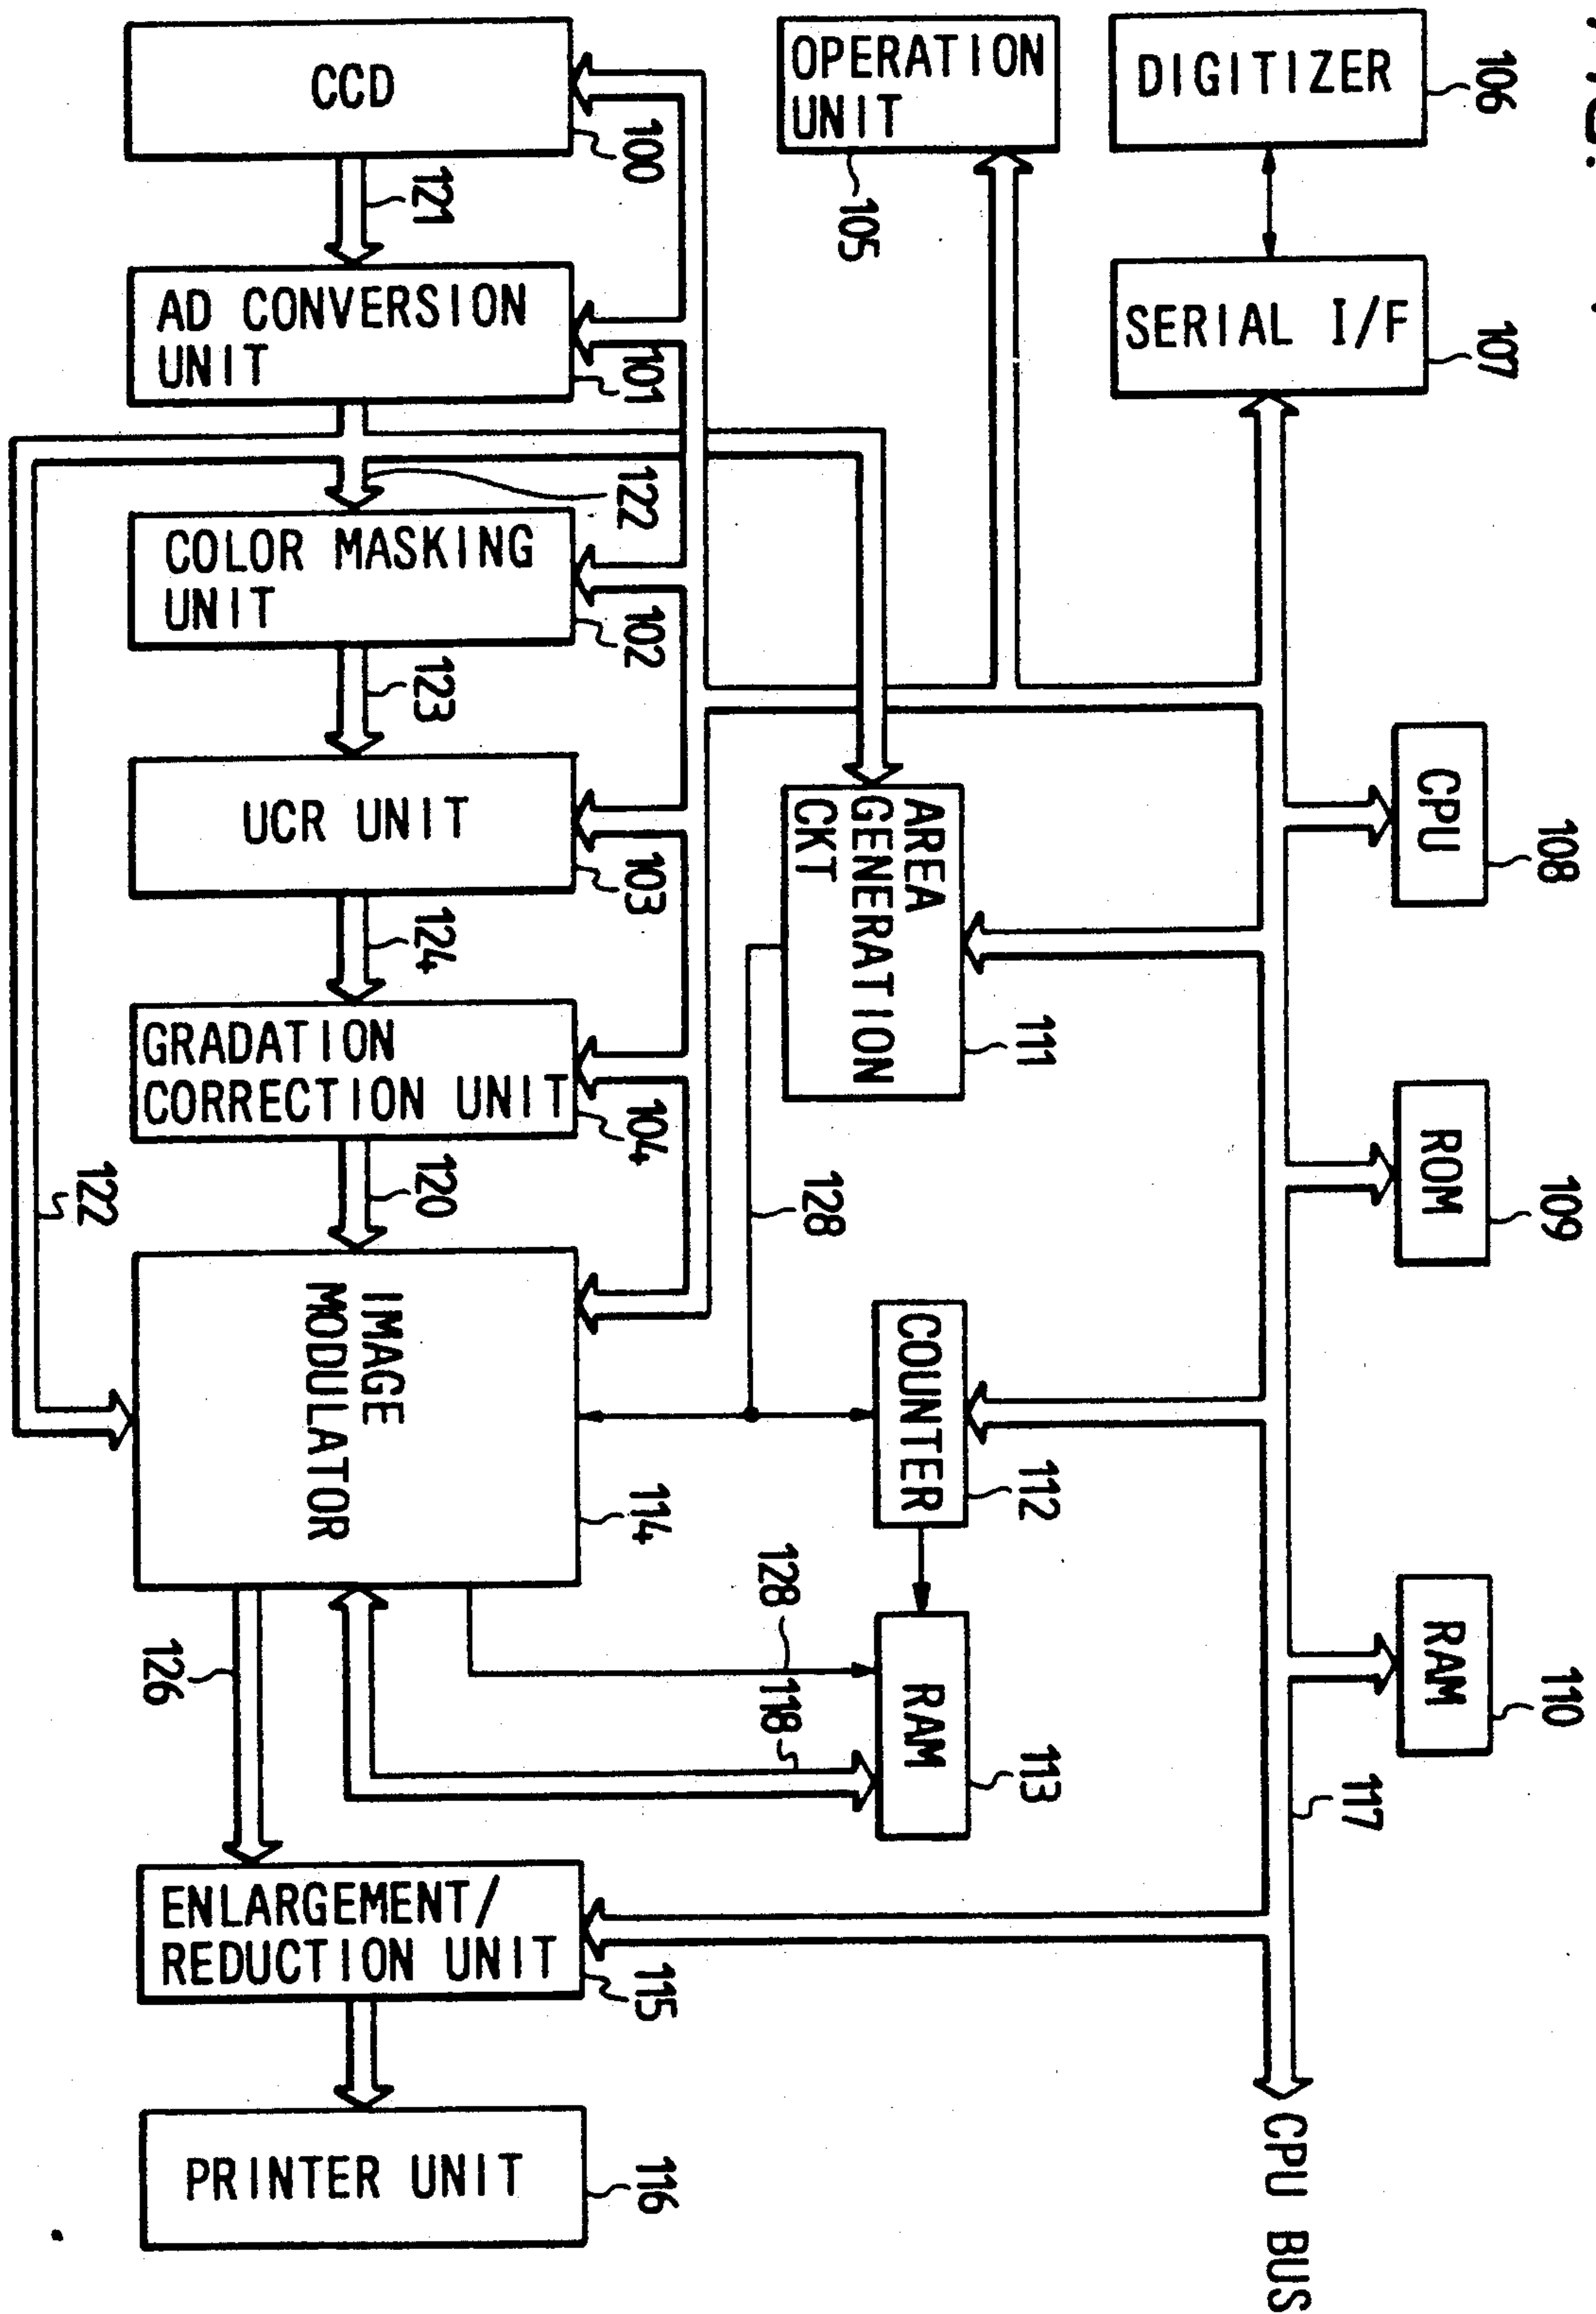 CCD
100
121
AD CONVERSION
UNIT
101
122
COLOR MASKING
UNIT
102
123
UCR UNIT
103
124
GRADATION
CORRECTION UNIT
104
120
122
IMAGE
MODULATOR
114
126
ENLARGEMENT/
REDUCTION UNIT
115
PRINTER UNIT
116
OPERATION
UNIT
105
DIGITIZER
106
SERIAL I/F
107
AREA
GENERATION
CKT
111
128
COUNTER
112
128
118
RAM
113
CPU
108
ROM
109
RAM
110
117
CPU BUS